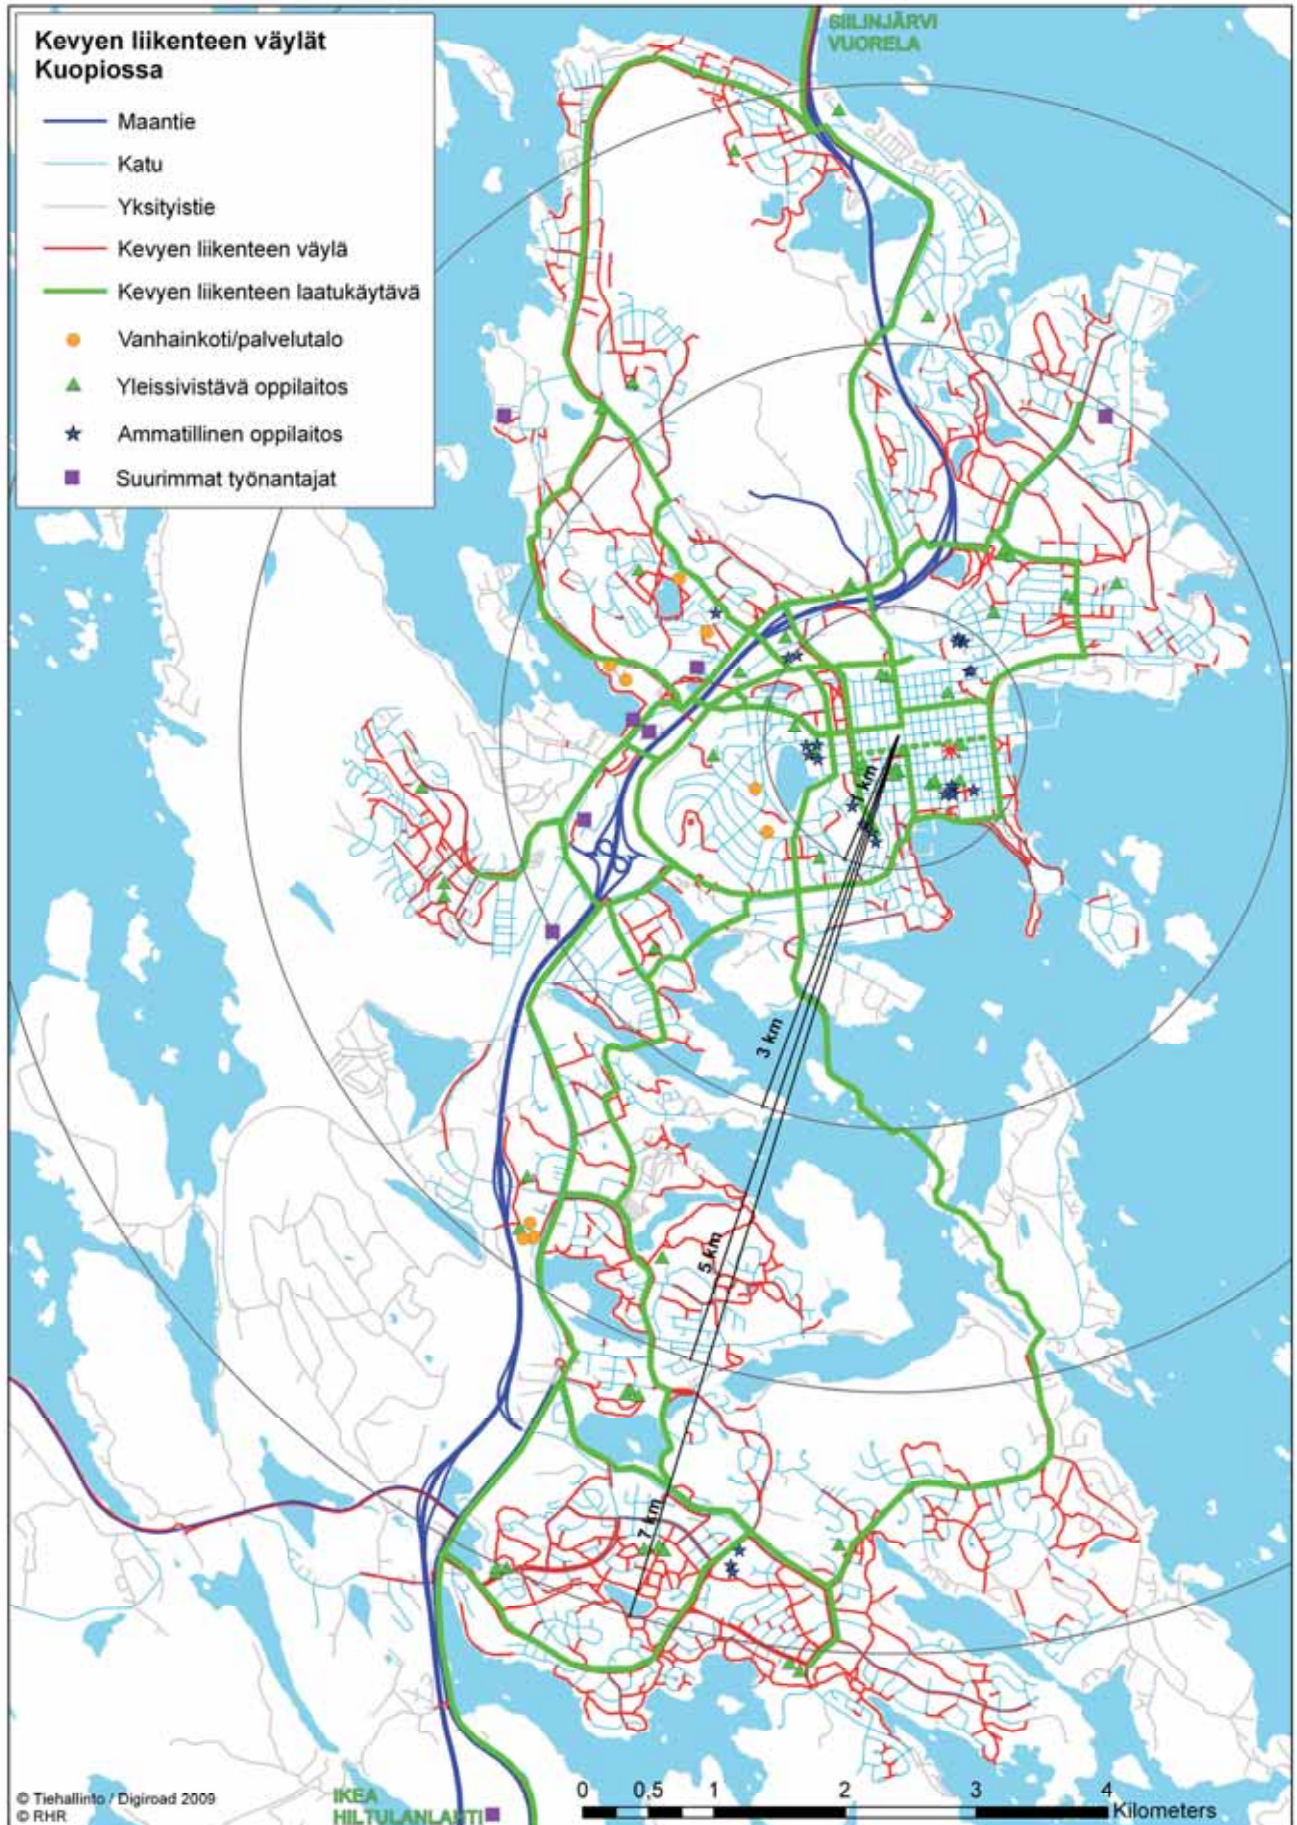 Kevyen liikenteen väylät
Kuopiossa
Maantie
Katu
Yksityistie
Kevyen liikenteen väylä
Kevyen liikenteen laatukäytävä
Vanhainkoti/palvelutalo
Yleissivistävä oppilaitos
Ammatillinen oppilaitos
Suurimmat työnantajat
SIILINJÄRVI
VUORELA
1 km
3 km
5 km
7 km
© Tiehallinto / Digiroad 2009
© RHR
IKEA
HILTULANLAHTI
0 0,5 1 2 3 4
Kilometers